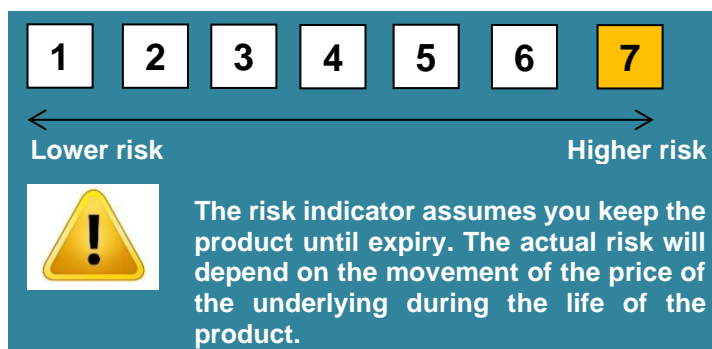 1 2 3 4 5 6 7
Lower risk Higher risk
The risk indicator assumes you keep the
product until expiry. The actual risk will
depend on the movement of the price of
the underlying during the life of the
product.